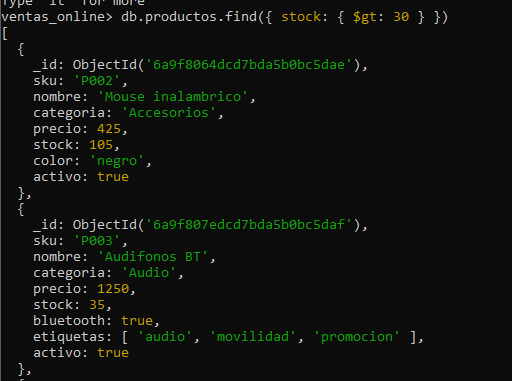 Type "it" for more
ventas_online> db.productos.find({ stock: { $gt: 30 } })
[
  {
    _id: ObjectId('6a9f8064dcd7bda5b0bc5dae'),
    sku: 'P002',
    nombre: 'Mouse inalambrico',
    categoria: 'Accesorios',
    precio: 425,
    stock: 105,
    color: 'negro',
    activo: true
  },
  {
    _id: ObjectId('6a9f807edcd7bda5b0bc5daf'),
    sku: 'P003',
    nombre: 'Audifonos BT',
    categoria: 'Audio',
    precio: 1250,
    stock: 35,
    bluetooth: true,
    etiquetas: [ 'audio', 'movilidad', 'promocion' ],
    activo: true
  },
  {